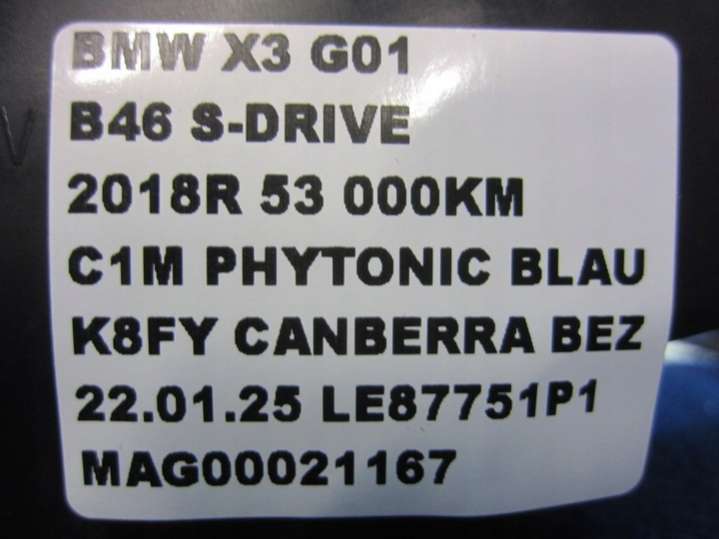 BMW X3 G01
B46 S-DRIVE
2018R 53 000KM
C1M PHYTONIC BLAU
K8FY CANBERRA BEZ
22.01.25 LE87751P1
MAG00021167